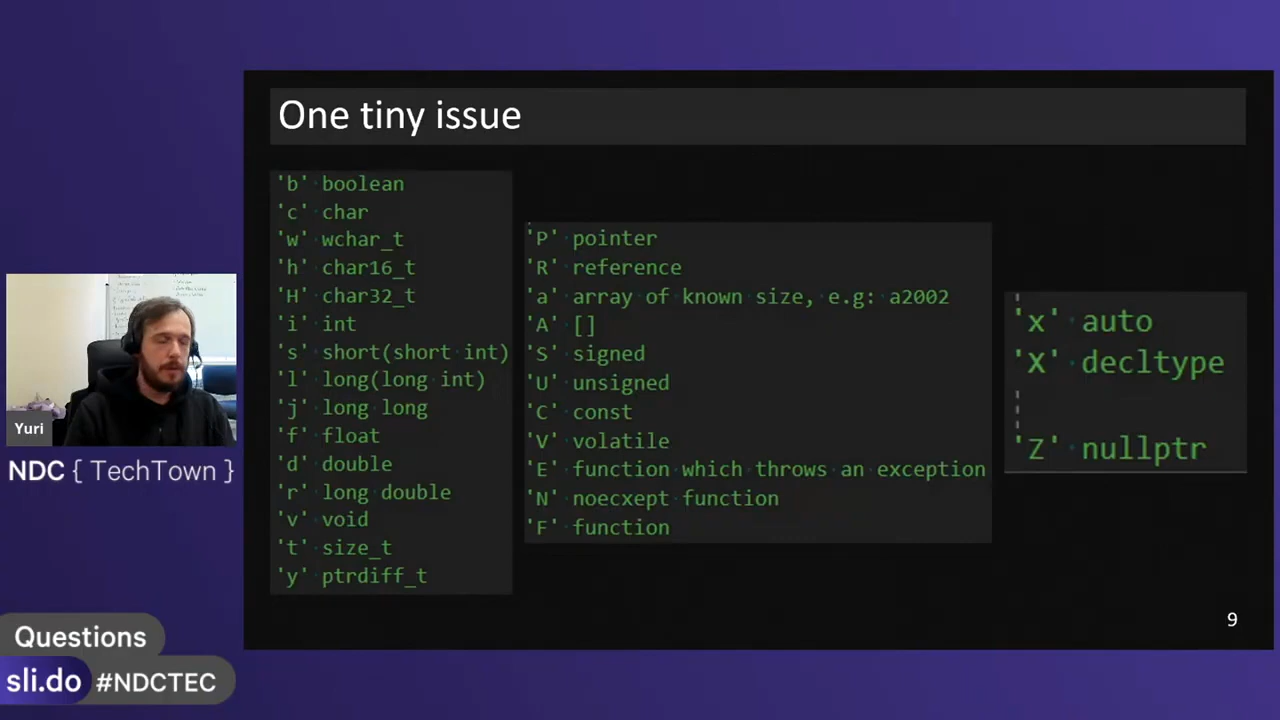 One tiny issue
'b' boolean
'c' char
'w' wchar_t
'h' char16_t
'H' char32_t
'i' int
's' short(short int)
'l' long(long int)
'j' long long
'f' float
'd' double
'r' long double
'v' void
't' size_t
'y' ptrdiff_t
'P' pointer
'R' reference
'a' array of known size, e.g: a2002
'A' []
'S' signed
'U' unsigned
'C' const
'V' volatile
'E' function which throws an exception
'N' noecxept function
'F' function
'x' auto
'X' decltype
'Z' nullptr
9
Yuri
NDC { TechTown }
Questions
sli.do #NDCTEC